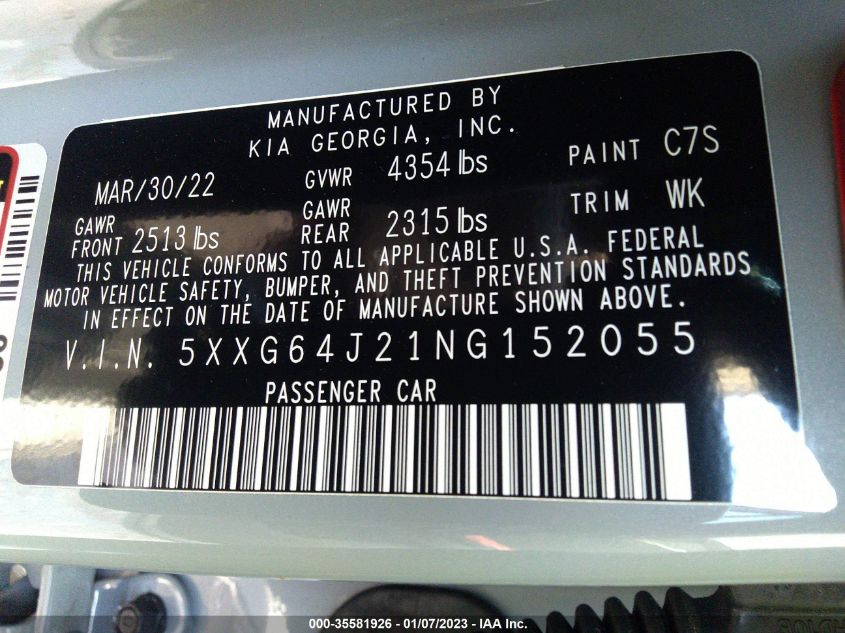 MANUFACTURED BY
KIA GEORGIA, INC.
MAR/30/22 GVWR 4354 lbs PAINT C7S
GAWR FRONT 2513 lbs GAWR REAR 2315 lbs TRIM WK
THIS VEHICLE CONFORMS TO ALL APPLICABLE U.S.A. FEDERAL
MOTOR VEHICLE SAFETY, BUMPER, AND THEFT PREVENTION STANDARDS
IN EFFECT ON THE DATE OF MANUFACTURE SHOWN ABOVE.
V.I.N. 5XXG64J21NG152055
PASSENGER CAR
000-35581926 - 01/07/2023 - IAA Inc.